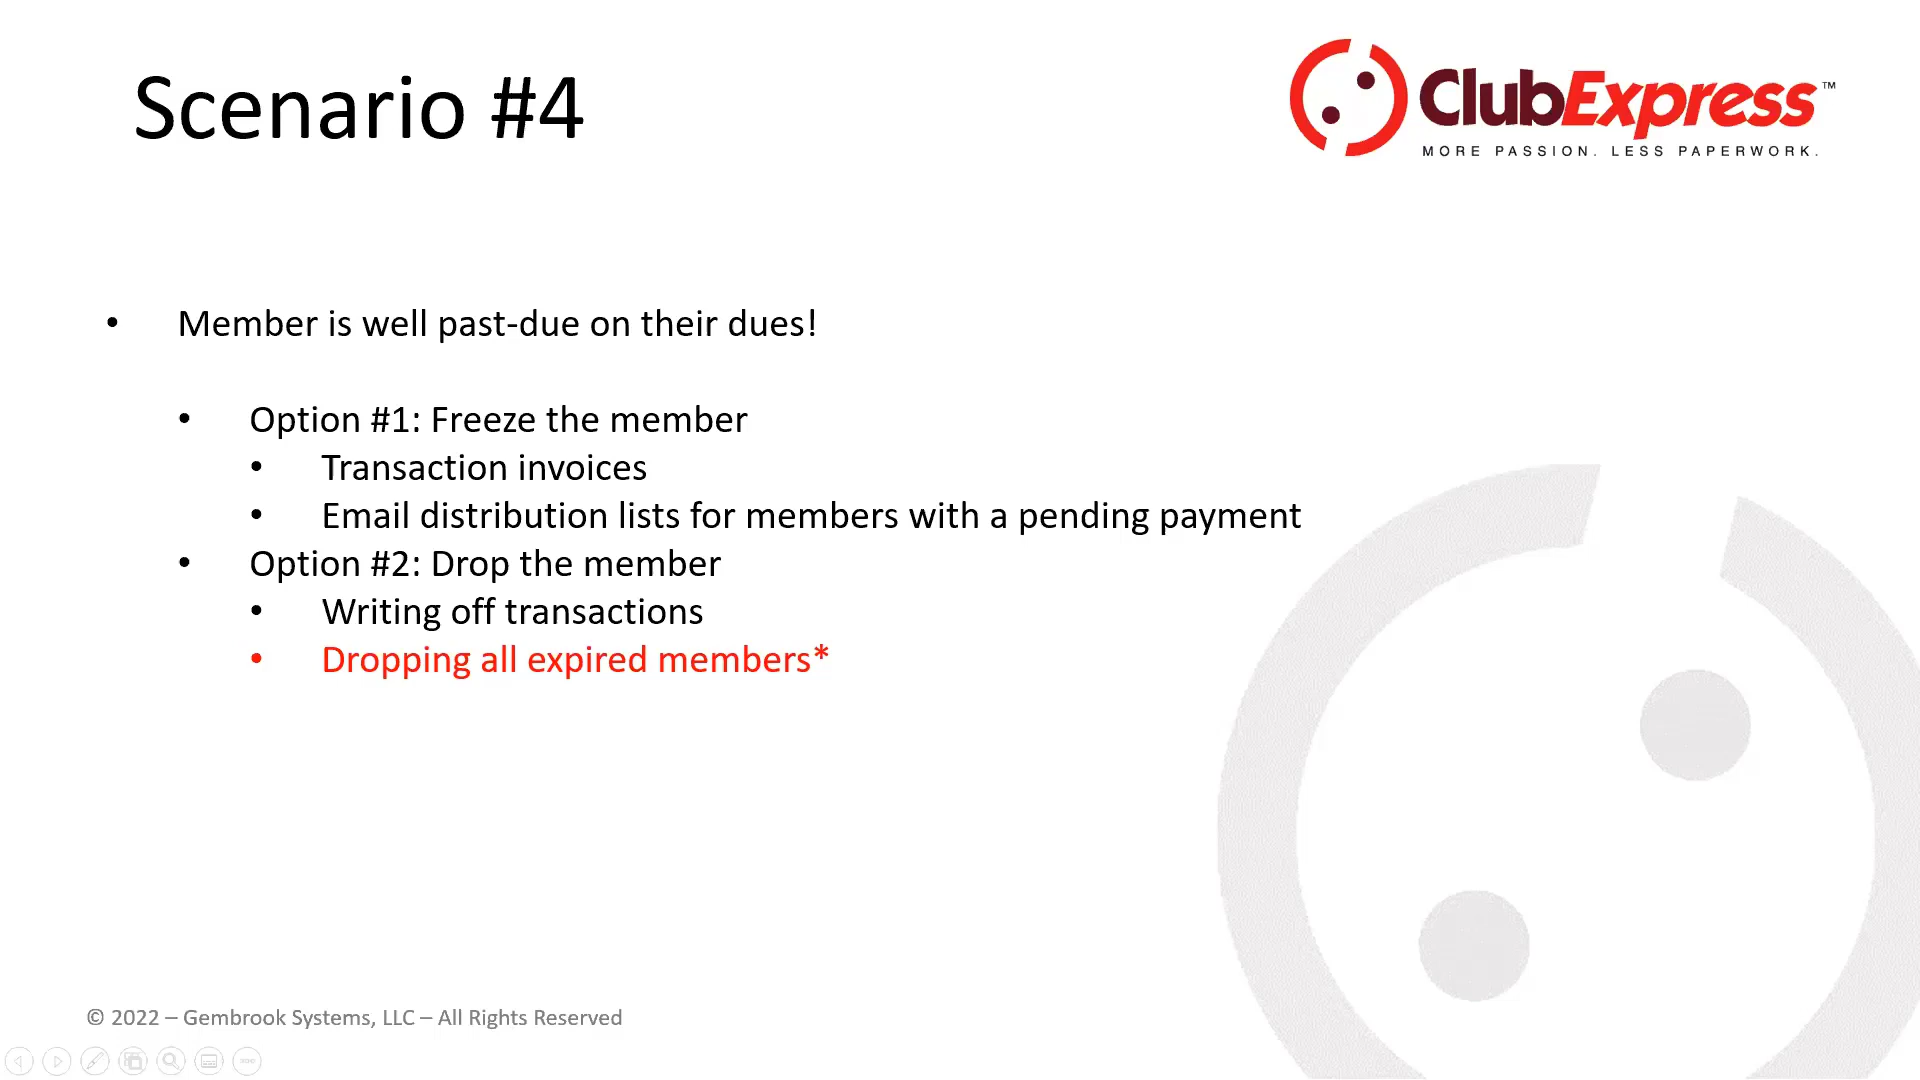 Scenario #4
ClubExpress™
MORE PASSION. LESS PAPERWORK.
• Member is well past-due on their dues!
• Option #1: Freeze the member
• Transaction invoices
• Email distribution lists for members with a pending payment
• Option #2: Drop the member
• Writing off transactions
• Dropping all expired members*
© 2022 – Gembrook Systems, LLC – All Rights Reserved